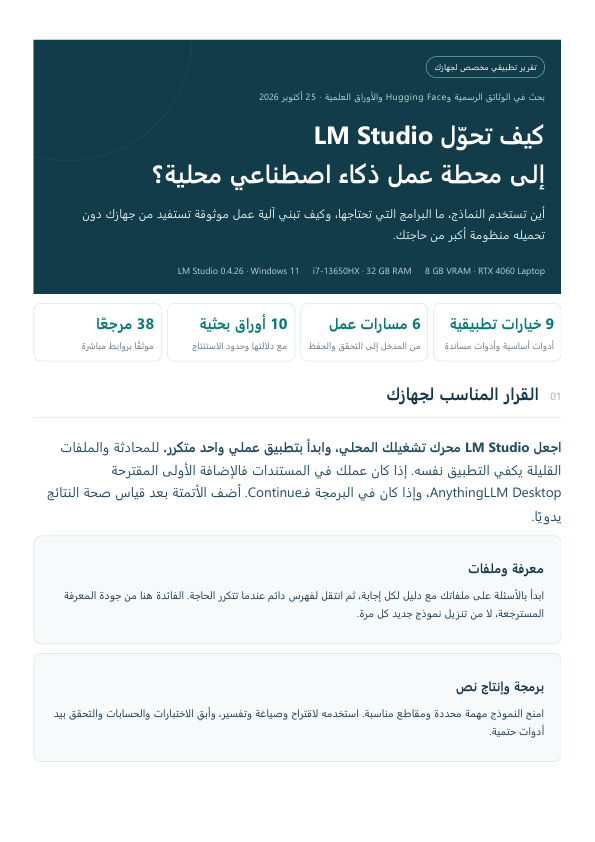 تقرير تطبيقي مخصص لجهازك
بحث في الوثائق الرسمية وHugging Face والأوراق العلمية · 25 أكتوبر 2026
كيف تحوّل LM Studio
إلى محطة عمل ذكاء اصطناعي محلية؟
أين تستخدم النماذج، ما البرامج التي تحتاجها، وكيف تبني آلية عمل موثوقة تستفيد من جهازك دون
تحميله منظومة أكبر من حاجتك.
8 GB VRAM · RTX 4060 Laptop
i7-13650HX · 32 GB RAM
LM Studio 0.4.26 · Windows 11
9 خيارات تطبيقية
أدوات أساسية وأدوات مساندة
6 مسارات عمل
من المدخل إلى التحقق والحفظ
10 أوراق بحثية
مع دلالتها وحدود الاستنتاج
38 مرجعًا
موثقًا بروابط مباشرة
01 القرار المناسب لجهازك
اجعل LM Studio محرك تشغيلك المحلي، وابدأ بتطبيق عملي واحد متكرر. للمحادثة والملفات
القليلة يكفي التطبيق نفسه. إذا كان عملك في المستندات فالإضافة الأولى المقترحة
AnythingLLM Desktop، وإذا كان في البرمجة فـContinue. أضف الأتمتة بعد قياس صحة النتائج
يدويًا.
معرفة وملفات
ابدأ بالأسئلة على ملفاتك مع دليل لكل إجابة، ثم انتقل لفهرس دائم عندما تتكرر الحاجة. الفائدة هنا من جودة المعرفة
المسترجعة، لا من تنزيل نموذج جديد كل مرة.
برمجة وإنتاج نص
امنح النموذج مهمة محددة ومقاطع مناسبة. استخدمه لاقتراح وصياغة وتفسير، وأبق الاختبارات والحسابات والتحقق بيد
أدوات حتمية.